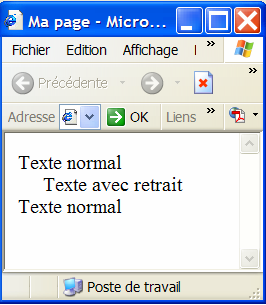 Ma page - Micro...
Fichier Edition Affichage »
Précédente »
Adresse OK Liens »
Texte normal
Texte avec retrait
Texte normal
Poste de travail